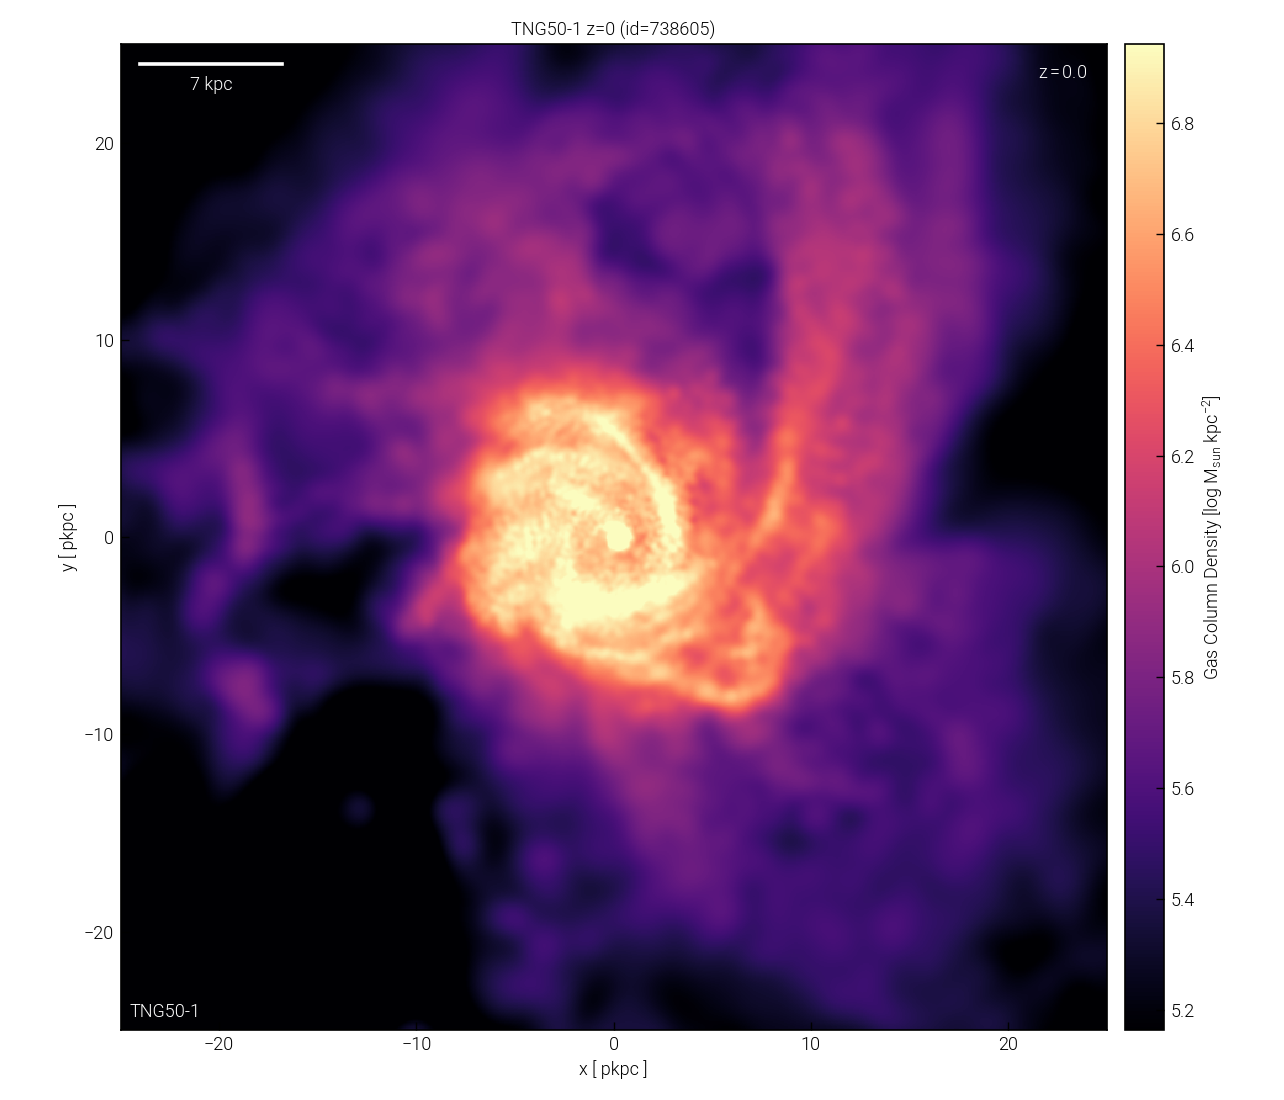 TNG50-1 z=0 (id=738605)
7 kpc
z=0.0
TNG50-1
20
10
0
−10
−20
y [ pkpc ]
−20
−10
0
10
20
x [ pkpc ]
6.8
6.6
6.4
6.2
6.0
5.8
5.6
5.4
5.2
Gas Column Density [log M_sun kpc⁻²]